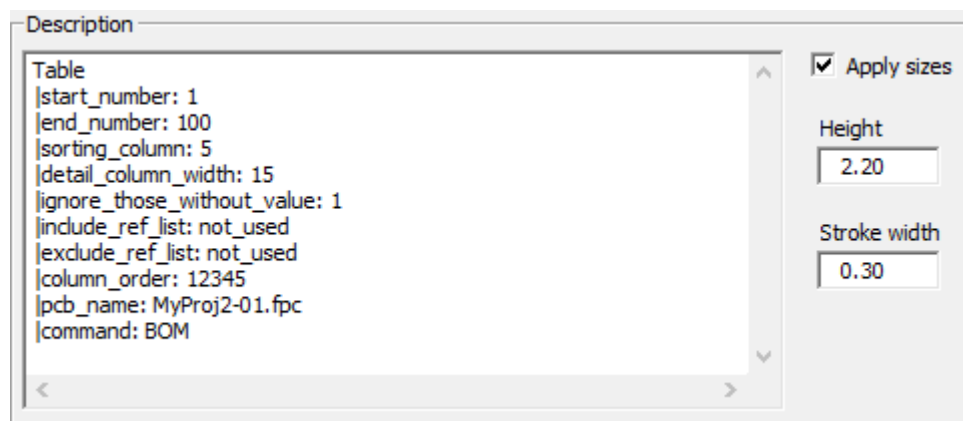 Description
Table
|start_number: 1
|end_number: 100
|sorting_column: 5
|detail_column_width: 15
|ignore_those_without_value: 1
|include_ref_list: not_used
|exclude_ref_list: not_used
|column_order: 12345
|pcb_name: MyProj2-01.fpc
|command: BOM
Apply sizes
Height
2.20
Stroke width
0.30